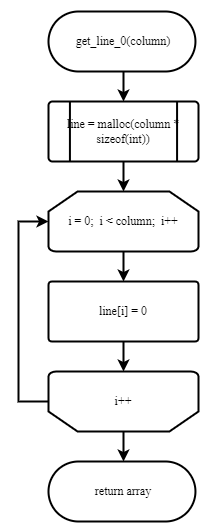 get_line_0(column)
line = malloc(column *
sizeof(int))
i = 0; i < column; i++
line[i] = 0
i++
return array